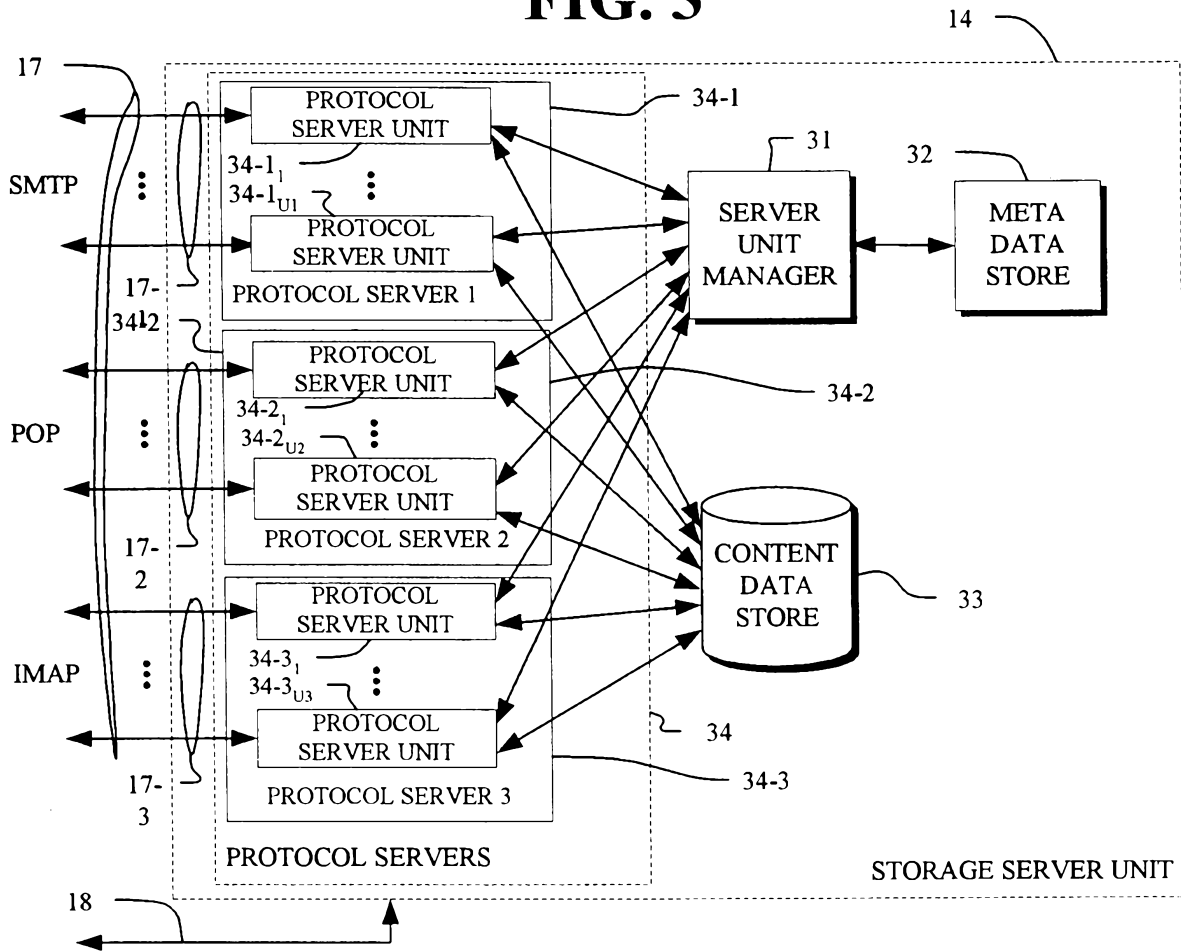 14
17
PROTOCOL
SERVER UNIT
34-1
34-1₁
SMTP
34-1U1
PROTOCOL
SERVER UNIT
31
32
SERVER
UNIT
MANAGER
META
DATA
STORE
17-
PROTOCOL SERVER 1
34-2
PROTOCOL
SERVER UNIT
34-2
34-2₁
POP
34-2U2
PROTOCOL
SERVER UNIT
PROTOCOL SERVER 2
17-
2
CONTENT
DATA
STORE
33
PROTOCOL
SERVER UNIT
34-3₁
IMAP
34-3U3
PROTOCOL
SERVER UNIT
34
34-3
17-
3
PROTOCOL SERVER 3
PROTOCOL SERVERS
STORAGE SERVER UNIT
18